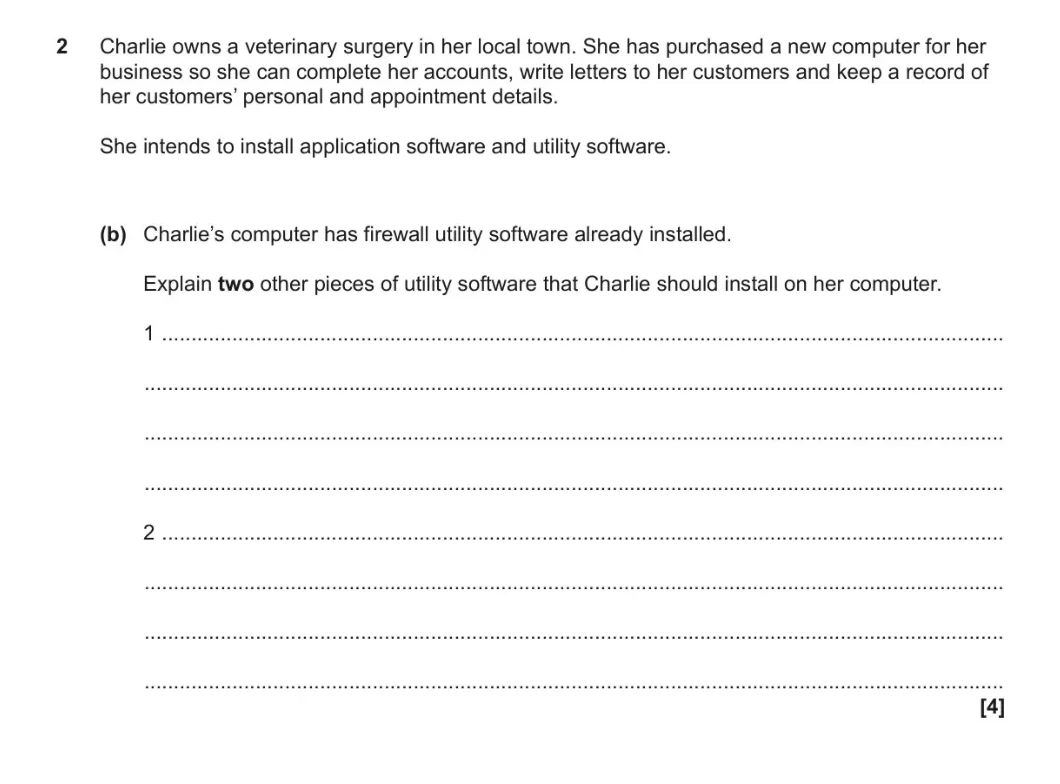 2 Charlie owns a veterinary surgery in her local town. She has purchased a new computer for her
business so she can complete her accounts, write letters to her customers and keep a record of
her customers’ personal and appointment details.
She intends to install application software and utility software.
(b) Charlie’s computer has firewall utility software already installed.
Explain two other pieces of utility software that Charlie should install on her computer.
1 ..........................................................................................................................................
..........................................................................................................................................
..........................................................................................................................................
..........................................................................................................................................
2 ..........................................................................................................................................
..........................................................................................................................................
..........................................................................................................................................
..........................................................................................................................................
[4]